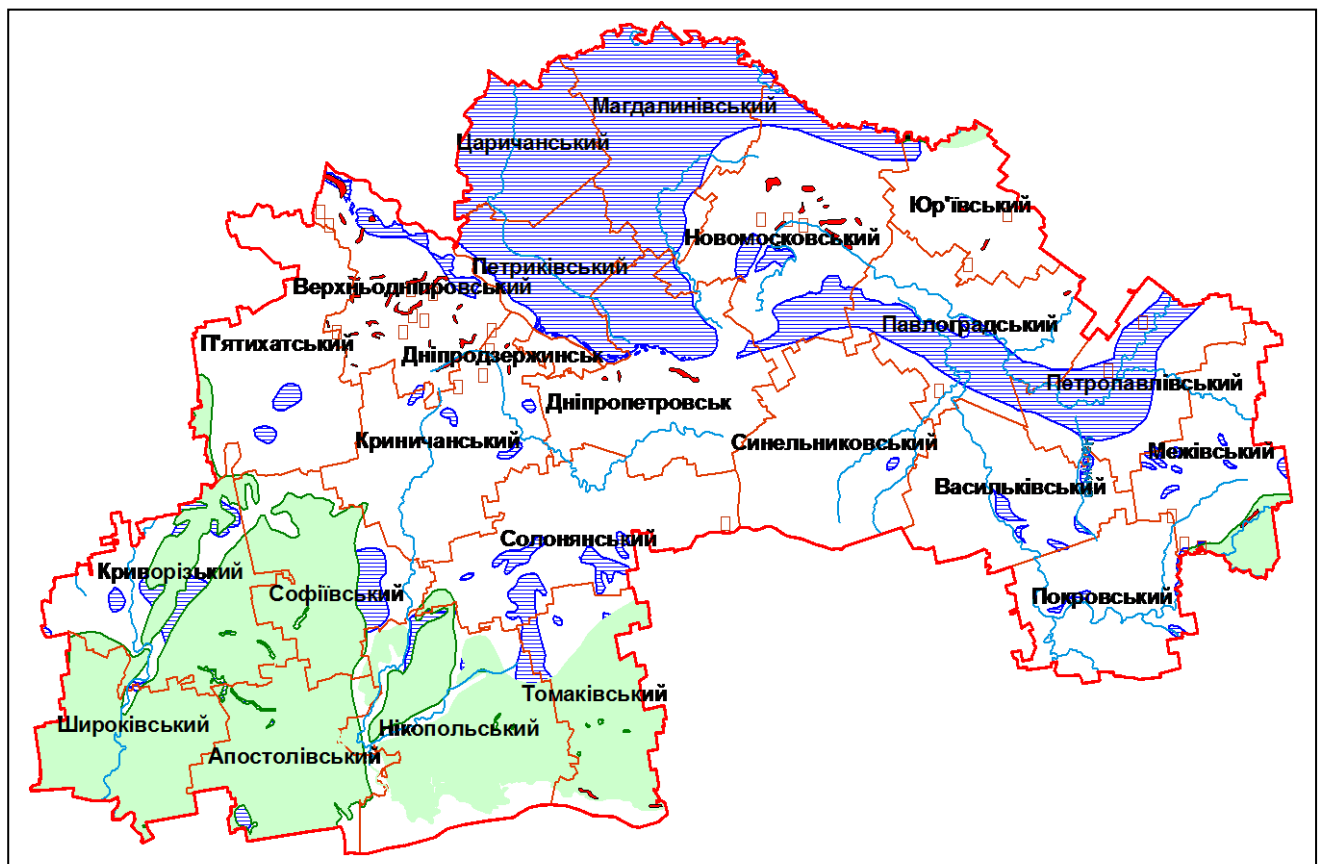 Магдалинівський
Царичанський
Юр'ївський
Новомосковський
Петриківський
Верхньодніпровський
Павлоградський
П'ятихатський
Дніпродзержинськ
Петропавлівський
Дніпропетровськ
Криничанський
Синельниковський
Межівський
Васильківський
Солонянський
Криворізький
Софіївський
Покровський
Томаківський
Широківський
Нікопольський
Апостолівський